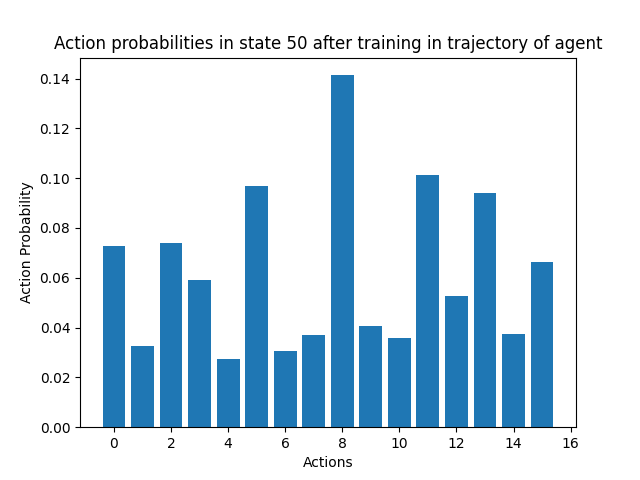 Action probabilities in state 50 after training in trajectory of agent
0.14
0.12
0.10
0.08
0.06
0.04
0.02
0.00
Action Probability
0 2 4 6 8 10 12 14 16
Actions